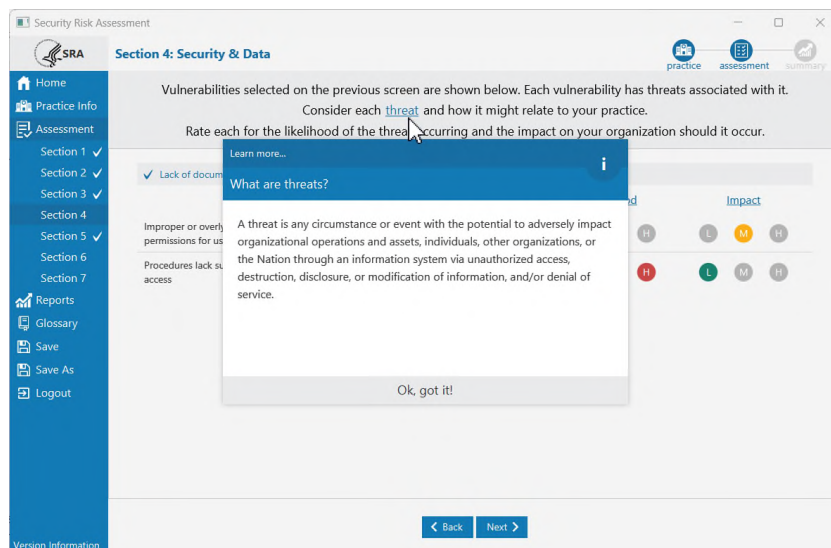 Security Risk Assessment
SRA
Section 4: Security & Data
practice
assessment
summary
Home
Practice Info
Assessment
Section 1
Section 2
Section 3
Section 4
Section 5
Section 6
Section 7
Reports
Glossary
Save
Save As
Logout
Version Information
Vulnerabilities selected on the previous screen are shown below. Each vulnerability has threats associated with it.
Consider each threat and how it might relate to your practice.
Rate each for the likelihood of the threat occurring and the impact on your organization should it occur.
Lack of docum
Impact
Improper or overly
permissions for us
H
L M H
Procedures lack su
access
H
L M H
Learn more...
i
What are threats?
A threat is any circumstance or event with the potential to adversely impact
organizational operations and assets, individuals, other organizations, or
the Nation through an information system via unauthorized access,
destruction, disclosure, or modification of information, and/or denial of
service.
Ok, got it!
Back
Next